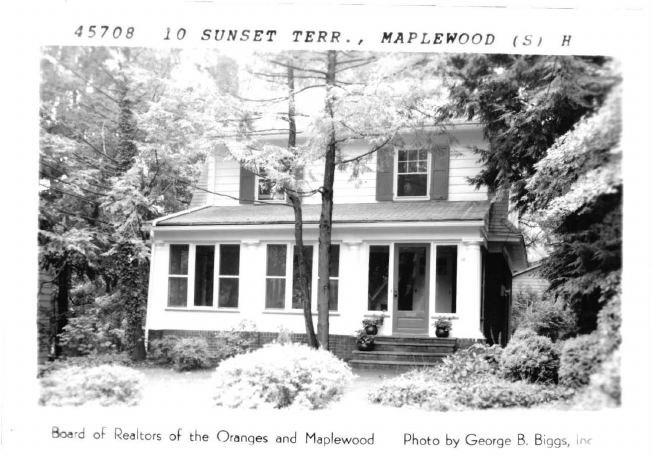 45708 10 SUNSET TERR., MAPLEWOOD (S) H
Board of Realtors of the Oranges and Maplewood Photo by George B. Biggs, Inc